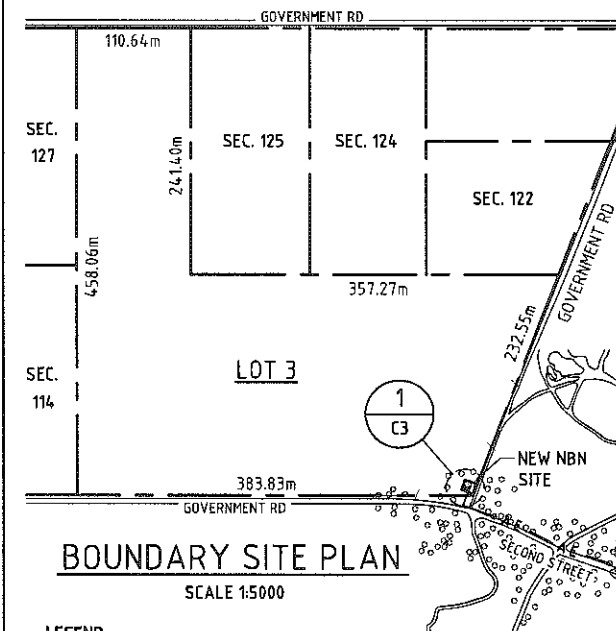 GOVERNMENT RD
110.64m
SEC.
127
241.40m
SEC. 125
SEC. 124
SEC. 122
458.06m
357.27m
GOVERNMENT RD
232.55m
LOT 3
SEC.
114
1
C3
NEW NBN
SITE
383.83m
GOVERNMENT RD
SECOND STREET
BOUNDARY SITE PLAN
SCALE 1:5000
LEGEND